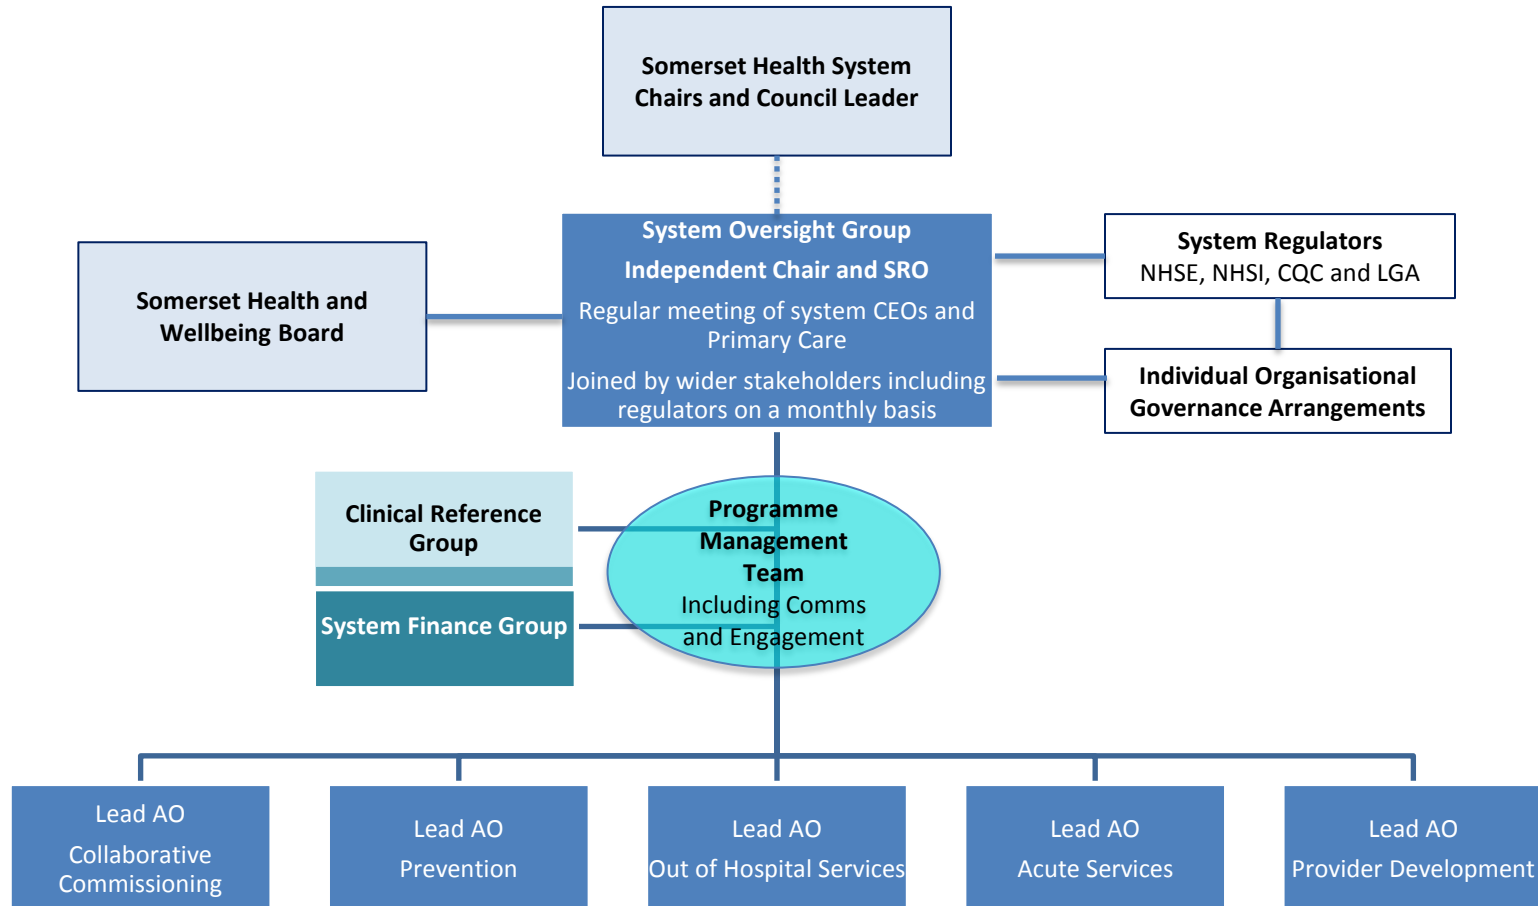 Somerset Health System
Chairs and Council Leader
System Oversight Group
Independent Chair and SRO
Regular meeting of system CEOs and
Primary Care
Joined by wider stakeholders including
regulators on a monthly basis
System Regulators
NHSE, NHSI, CQC and LGA
Somerset Health and
Wellbeing Board
Individual Organisational
Governance Arrangements
Clinical Reference
Group
System Finance Group
Programme
Management
Team
Including Comms
and Engagement
Lead AO
Collaborative
Commissioning
Lead AO
Prevention
Lead AO
Out of Hospital Services
Lead AO
Acute Services
Lead AO
Provider Development